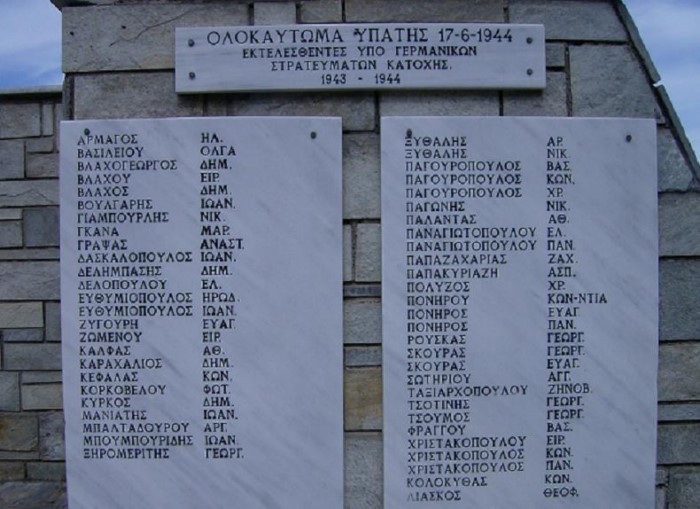 ΟΛΟΚΑΥΤΩΜΑ ΥΠΑΤΗΣ 17-6-1944
ΕΚΤΕΛΕΣΘΕΝΤΕΣ ΥΠΟ ΓΕΡΜΑΝΙΚΩΝ
ΣΤΡΑΤΕΥΜΑΤΩΝ ΚΑΤΟΧΗΣ.
1943 - 1944
ΑΡΜΑΓΟΣ ΗΛ.
ΒΑΣΙΛΕΙΟΥ ΟΛΓΑ
ΒΛΑΧΟΓΕΩΡΓΟΣ ΔΗΜ.
ΒΛΑΧΟΥ ΕΙΡ.
ΒΛΑΧΟΣ ΔΗΜ.
ΒΟΥΛΓΑΡΗΣ ΙΩΑΝ.
ΓΙΑΜΠΟΥΡΛΗΣ ΝΙΚ.
ΓΚΑΝΑ ΜΑΡ.
ΓΡΑΨΑΣ ΑΝΑΣΤ.
ΔΑΣΚΑΛΟΠΟΥΛΟΣ ΙΩΑΝ.
ΔΕΛΗΜΠΑΣΗΣ ΔΗΜ.
ΔΕΛΟΠΟΥΛΟΥ ΕΛ.
ΕΥΘΥΜΙΟΠΟΥΛΟΣ ΗΡΩΔ.
ΕΥΘΥΜΙΟΠΟΥΛΟΣ ΙΩΑΝ.
ΖΥΓΟΥΡΗ ΕΥΑΓ.
ΖΩΜΕΝΟΥ ΕΙΡ.
ΚΑΛΦΑΣ ΑΘ.
ΚΑΡΑΧΑΛΙΟΣ ΔΗΜ.
ΚΕΦΑΛΑΣ ΚΩΝ.
ΚΟΡΚΟΒΕΛΟΥ ΦΩΤ.
ΚΥΡΚΟΣ ΔΗΜ.
ΜΑΝΙΑΤΗΣ ΙΩΑΝ.
ΜΠΑΛΤΑΔΟΥΡΟΥ ΑΡΓ.
ΜΠΟΥΜΠΟΥΡΙΔΗΣ ΙΩΑΝ.
ΞΗΡΟΜΕΡΙΤΗΣ ΓΕΩΡΓ.
ΞΥΘΑΛΗΣ ΑΡ.
ΞΥΘΑΛΗΣ ΝΙΚ.
ΠΑΓΟΥΡΟΠΟΥΛΟΣ ΒΑΣ.
ΠΑΓΟΥΡΟΠΟΥΛΟΥ ΚΩΝ.
ΠΑΓΟΥΡΟΠΟΥΛΟΣ ΧΡ.
ΠΑΓΩΝΗΣ ΝΙΚ.
ΠΑΛΑΝΤΑΣ ΑΘ.
ΠΑΝΑΓΙΩΤΟΠΟΥΛΟΥ ΕΛ.
ΠΑΝΑΓΙΩΤΟΠΟΥΛΟΥ ΠΑΝ.
ΠΑΠΑΖΑΧΑΡΙΑΣ ΖΑΧ.
ΠΑΠΑΚΥΡΙΑΖΗ ΑΣΠ.
ΠΟΛΥΖΟΣ ΧΡ.
ΠΟΝΗΡΟΥ ΚΩΝ-ΝΤΙΑ
ΠΟΝΗΡΟΣ ΕΥΑΓ.
ΠΟΝΗΡΟΣ ΠΑΝ.
ΡΟΥΣΚΑΣ ΓΕΩΡΓ.
ΣΚΟΥΡΑΣ ΓΕΩΡΓ.
ΣΚΟΥΡΑΣ ΕΥΑΓ.
ΣΩΤΗΡΙΟΥ ΑΓΓ.
ΤΑΞΙΑΡΧΟΠΟΥΛΟΥ ΖΗΝΟΒ.
ΤΣΟΤΙΝΗΣ ΓΕΩΡΓ.
ΤΣΟΥΜΟΣ ΓΕΩΡΓ.
ΦΡΑΓΓΟΥ ΒΑΣ.
ΧΡΙΣΤΑΚΟΠΟΥΛΟΥ ΕΙΡ.
ΧΡΙΣΤΑΚΟΠΟΥΛΟΣ ΚΩΝ.
ΧΡΙΣΤΑΚΟΠΟΥΛΟΣ ΠΑΝ.
ΚΟΛΟΚΥΘΑΣ ΚΩΝ.
ΛΙΑΣΚΟΣ ΘΕΟΦ.